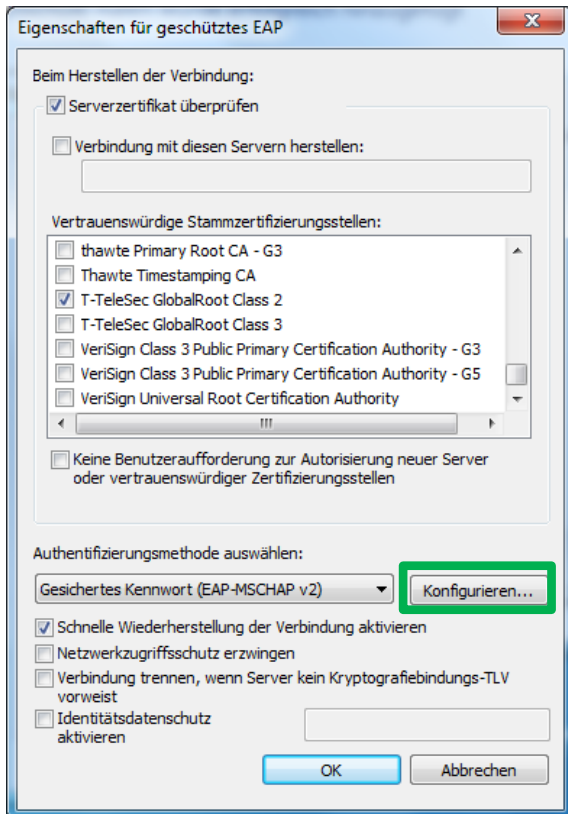 Eigenschaften für geschütztes EAP
Beim Herstellen der Verbindung:
Serverzertifikat überprüfen
Verbindung mit diesen Servern herstellen:
Vertrauenswürdige Stammzertifizierungsstellen:
thawte Primary Root CA - G3
Thawte Timestamping CA
T-TeleSec GlobalRoot Class 2
T-TeleSec GlobalRoot Class 3
VeriSign Class 3 Public Primary Certification Authority - G3
VeriSign Class 3 Public Primary Certification Authority - G5
VeriSign Universal Root Certification Authority
Keine Benutzeraufforderung zur Autorisierung neuer Server
oder vertrauenswürdiger Zertifizierungsstellen
Authentifizierungsmethode auswählen:
Gesichertes Kennwort (EAP-MSCHAP v2)
Konfigurieren...
Schnelle Wiederherstellung der Verbindung aktivieren
Netzwerkzugriffsschutz erzwingen
Verbindung trennen, wenn Server kein Kryptografiebindungs-TLV
vorweist
Identitätsdatenschutz
aktivieren
OK
Abbrechen